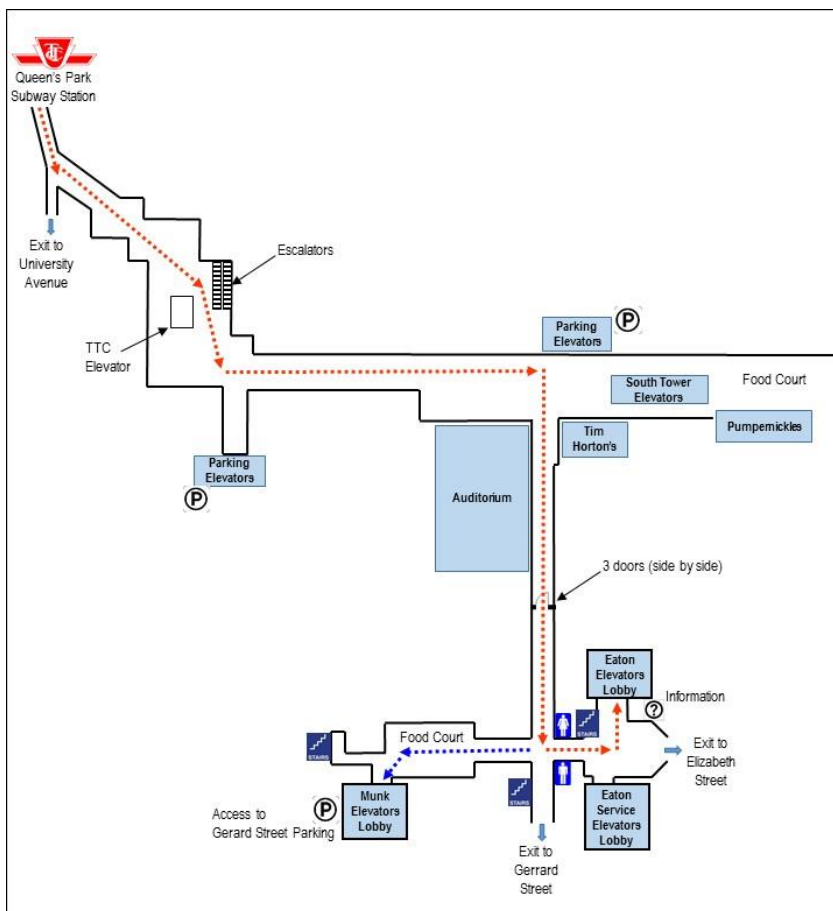 TTC
Queen's Park
Subway Station
Exit to
University
Avenue
Escalators
TTC
Elevator
Parking
Elevators
P
South Tower
Elevators
Food Court
Tim
Horton's
Pumpernickles
Parking
Elevators
P
Auditorium
3 doors (side by side)
Eaton
Elevators
Lobby
Information
?
STAIRS
Food Court
STAIRS
Exit to
Elizabeth
Street
STAIRS
Access to
Gerard Street Parking
P
Munk
Elevators
Lobby
Eaton
Service
Elevators
Lobby
Exit to
Gerrard
Street